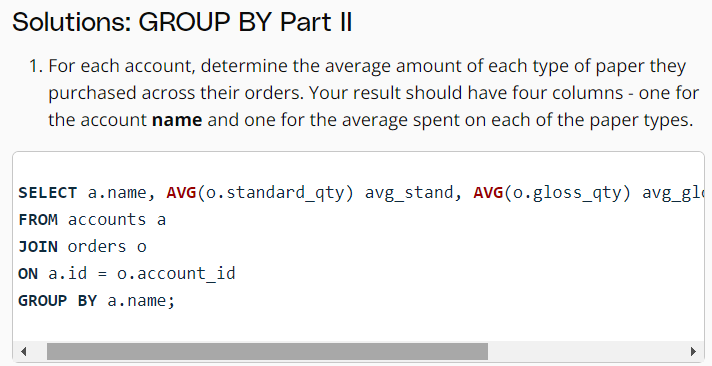 Solutions: GROUP BY Part II
1. For each account, determine the average amount of each type of paper they
purchased across their orders. Your result should have four columns - one for
the account name and one for the average spent on each of the paper types.
SELECT a.name, AVG(o.standard_qty) avg_stand, AVG(o.gloss_qty) avg_gl
FROM accounts a
JOIN orders o
ON a.id = o.account_id
GROUP BY a.name;